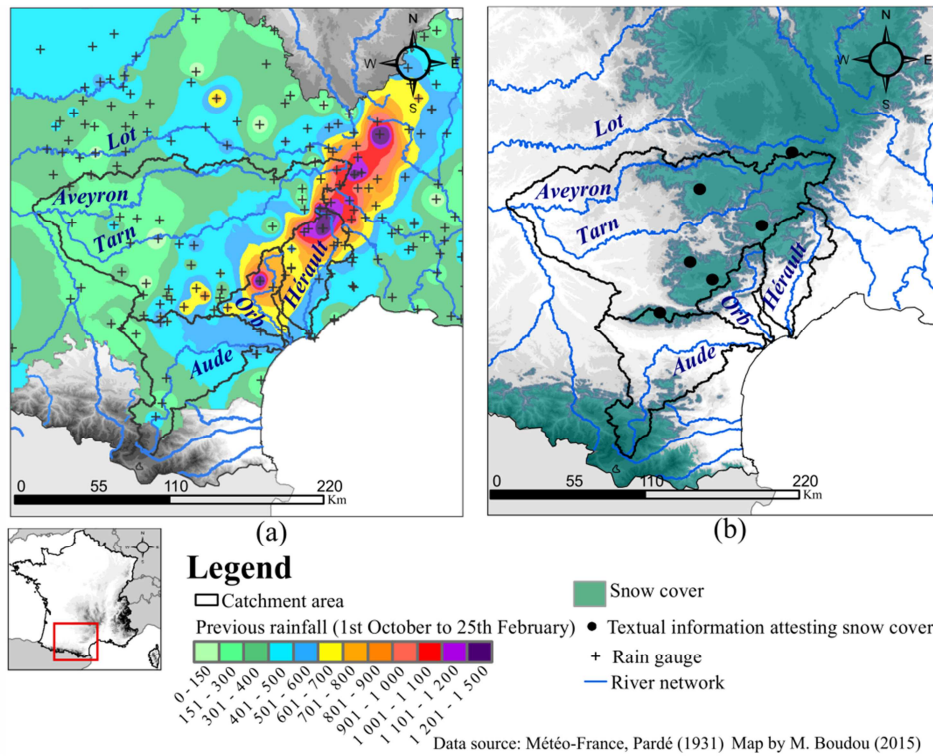 N
W E
S
Lot
Aveyron
Tarn
Orb
Hérault
Aude
0 55 110 220
Km
(a)
N
W E
S
Lot
Aveyron
Tarn
Orb
Hérault
Aude
0 55 110 220
Km
(b)
N
Legend
Catchment area
Previous rainfall (1st October to 25th February)
0 - 150
151 - 300
301 - 400
401 - 500
501 - 600
601 - 700
701 - 800
801 - 900
901 - 1 000
1 001 - 1 100
1 101 - 1 200
1 201 - 1 500
Snow cover
Textual information attesting snow cover
Rain gauge
River network
Data source: Météo-France, Pardé (1931) Map by M. Boudou (2015)